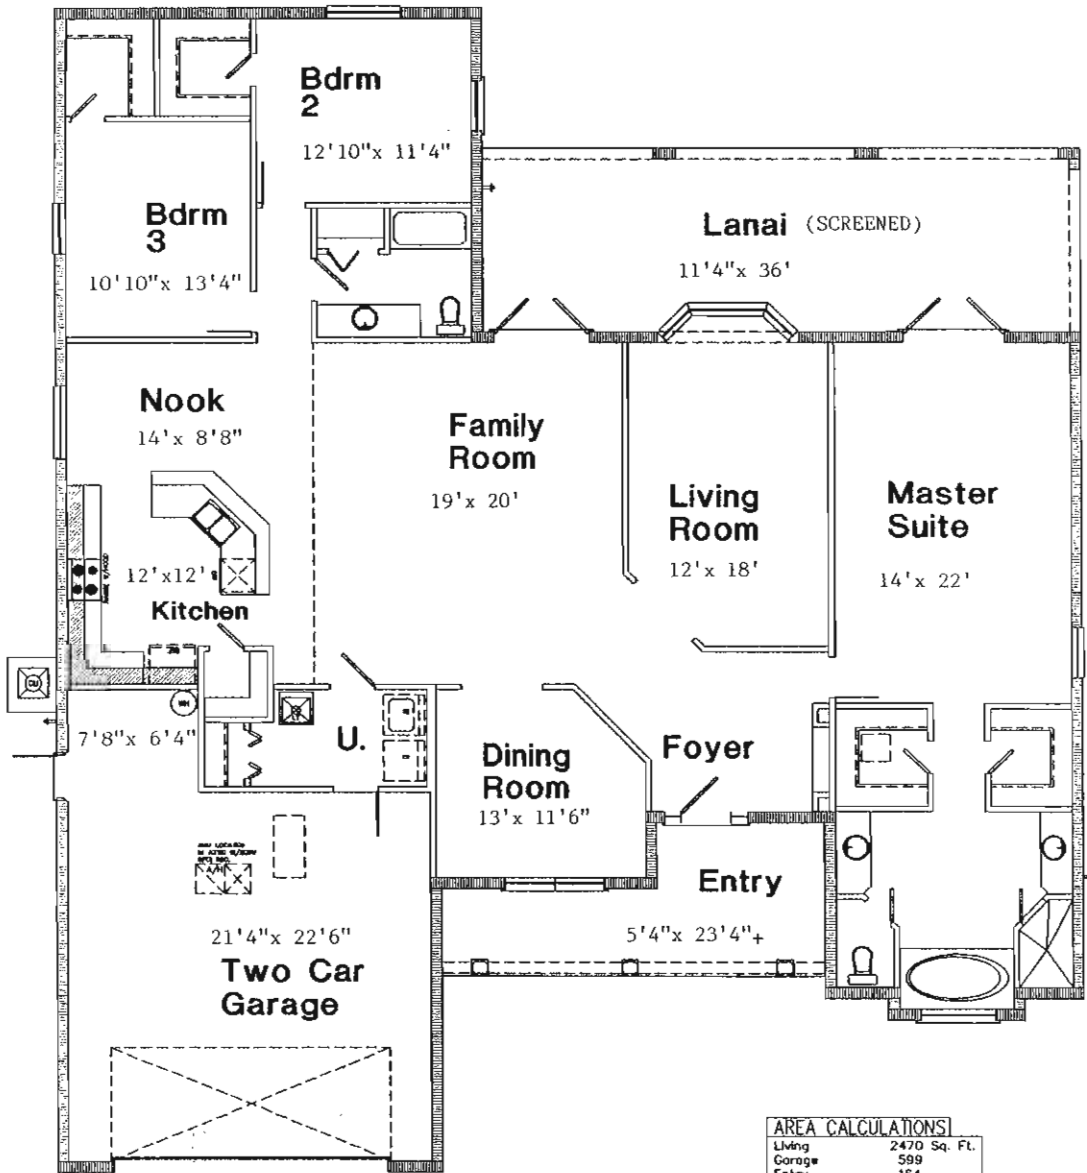 Bdrm
2
12'10"x 11'4"
Bdrm
3
10'10"x 13'4"
Lanai (SCREENED)
11'4"x 36'
Nook
14'x 8'8"
Family
Room
19'x 20'
Living
Room
12'x 18'
Master
Suite
14'x 22'
12'x12'
Kitchen
7'8"x 6'4"
U.
WH
Dining
Room
13'x 11'6"
Foyer
Entry
5'4"x 23'4"+
A/H
21'4"x 22'6"
Two Car
Garage
AREA CALCULATIONS
Living 2470 Sq. Ft.
Garage 599